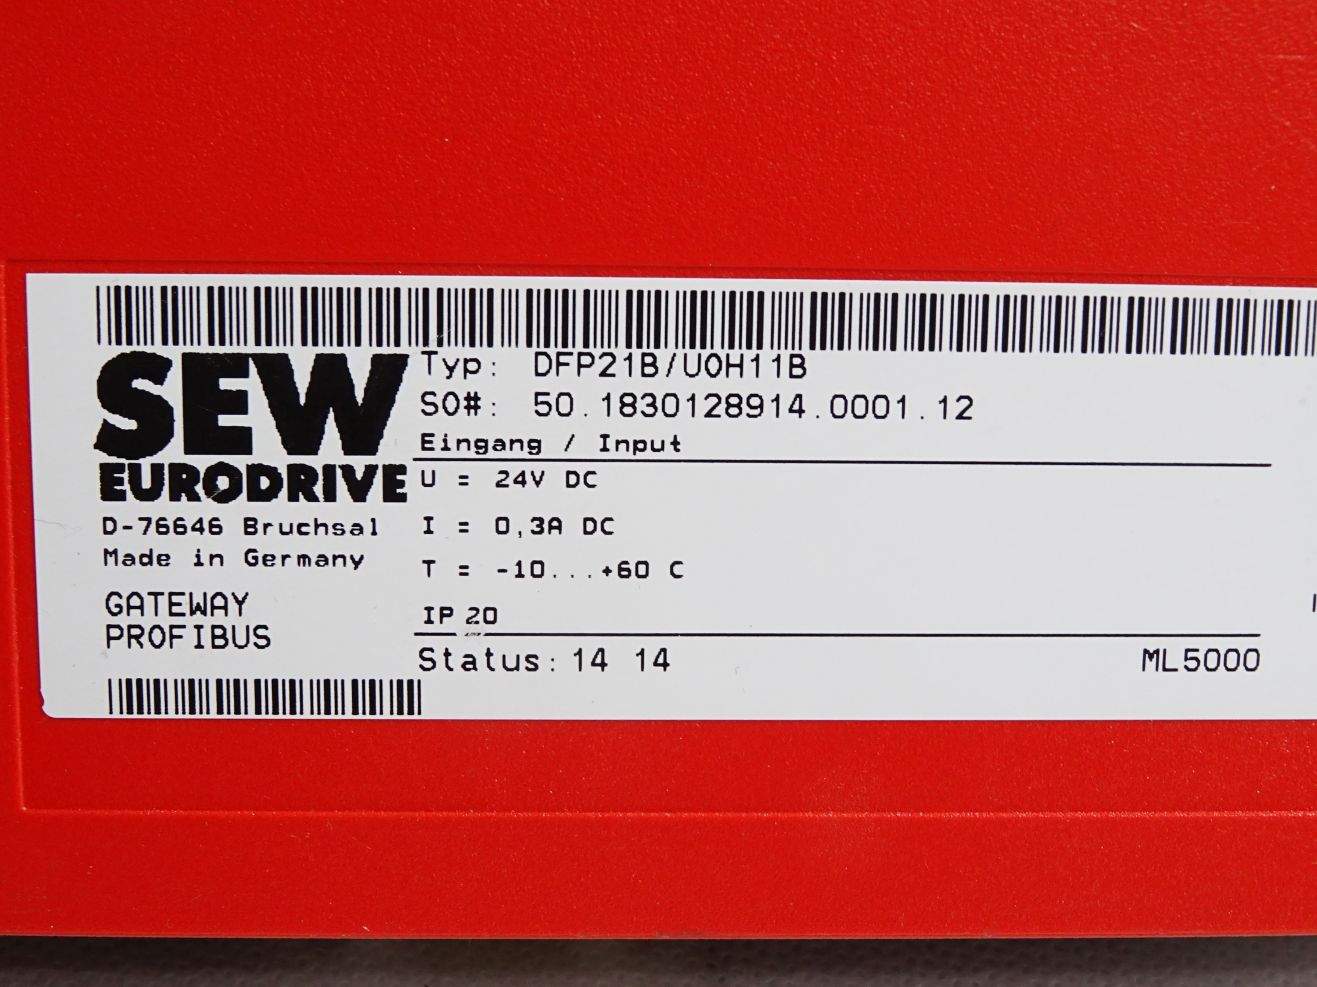 SEW
EURODRIVE
D-76646 Bruchsal
Made in Germany
GATEWAY
PROFIBUS
Typ: DFP21B/UOH11B
SO#: 50.1830128914.0001.12
Eingang / Input
U = 24V DC
I = 0,3A DC
T = -10...+60 C
IP 20
Status: 14 14
ML5000